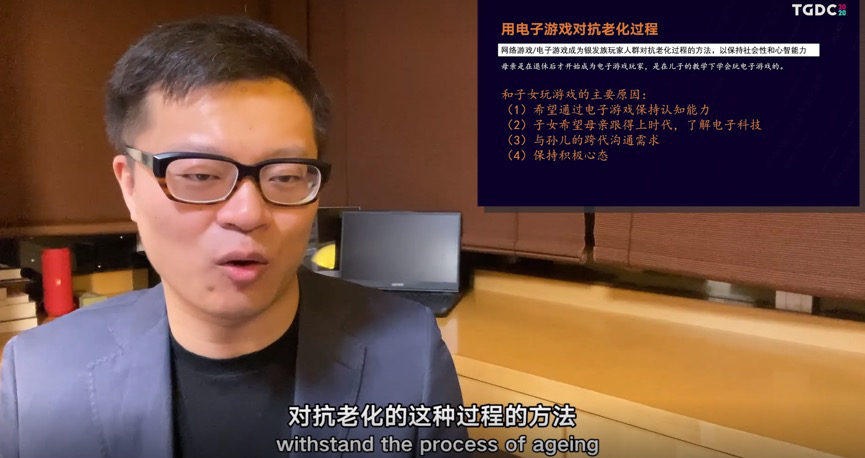 TGDC 2020
用电子游戏对抗老化过程
网络游戏/电子游戏成为银发族玩家人群对抗老化过程的方法，以保持社会性和心智能力
母亲是在退休后才开始成为电子游戏玩家，是在儿子的教学下学会玩电子游戏的。
和子女玩游戏的主要原因：
（1）希望通过电子游戏保持认知能力
（2）子女希望母亲跟得上时代，了解电子科技
（3）与孙儿的跨代沟通需求
（4）保持积极心态
对抗老化的这种过程的方法
withstand the process of ageing